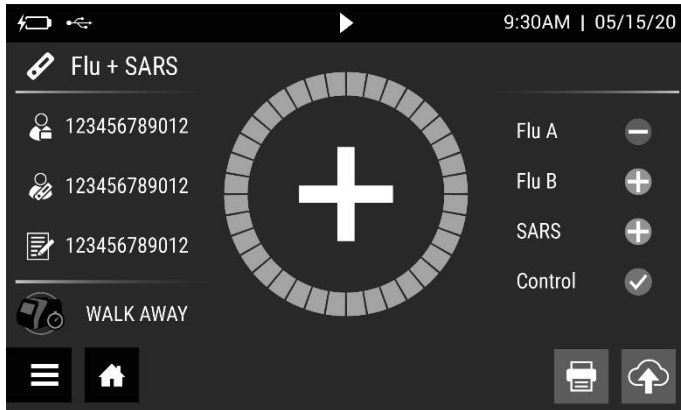 9:30AM | 05/15/20
Flu + SARS
123456789012
123456789012
123456789012
WALK AWAY
Flu A
Flu B
SARS
Control